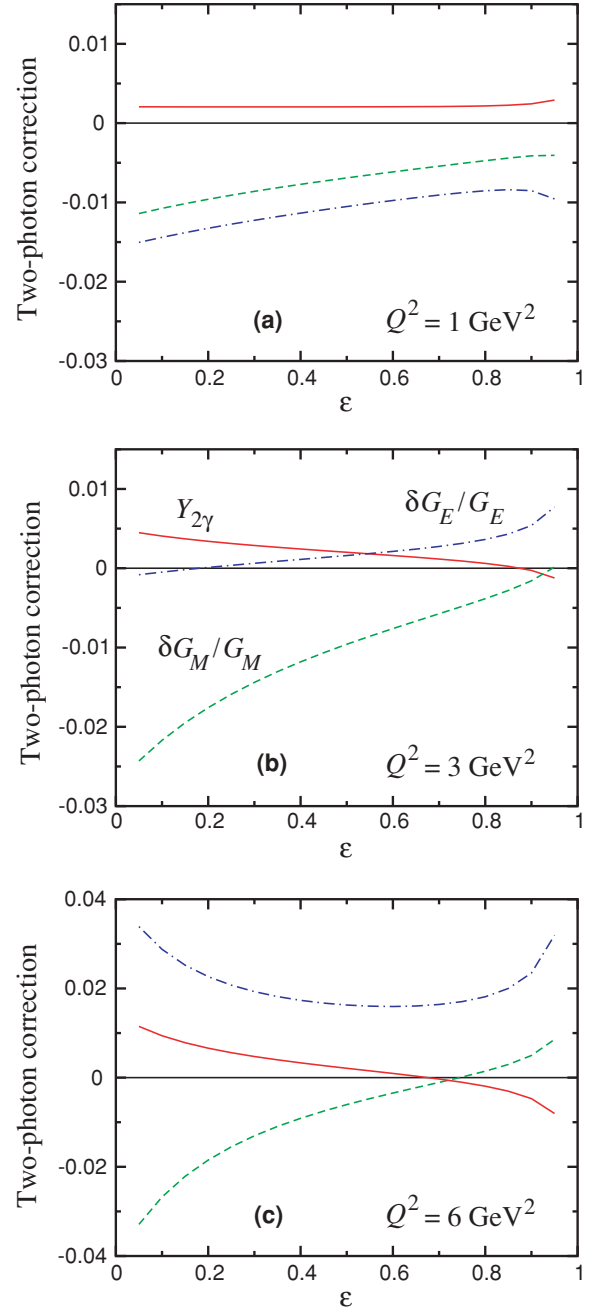 0.01
0
-0.01
-0.02
-0.03
Two-photon correction
(a) Q² = 1 GeV²
0 0.2 0.4 0.6 0.8 1
ε
0.01
0
-0.01
-0.02
-0.03
Two-photon correction
Y₂γ
δG_E/G_E
δG_M/G_M
(b) Q² = 3 GeV²
0 0.2 0.4 0.6 0.8 1
ε
0.04
0.02
0
-0.02
-0.04
Two-photon correction
(c) Q² = 6 GeV²
0 0.2 0.4 0.6 0.8 1
ε